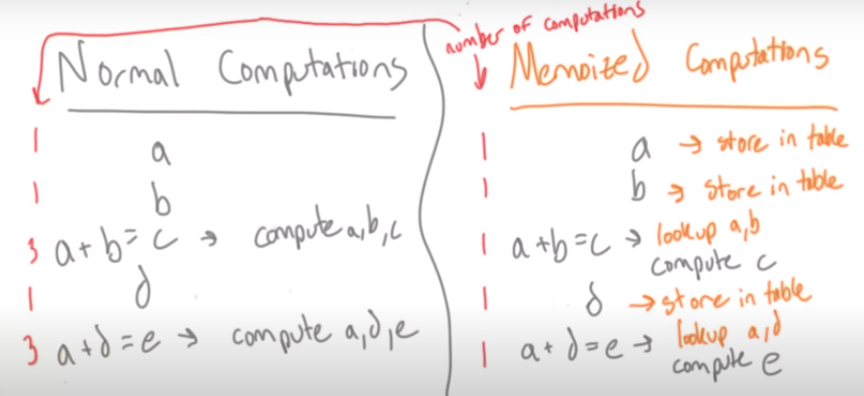 number of computations
Normal Computations
1 a
1 b
3 a + b = c → compute a, b, c
1 d
3 a + d = e → compute a, d, e
Memoized Computations
1 a → store in table
1 b → store in table
1 a + b = c → lookup a, b
compute c
1 d → store in table
1 a + d = e → lookup a, d
compute e